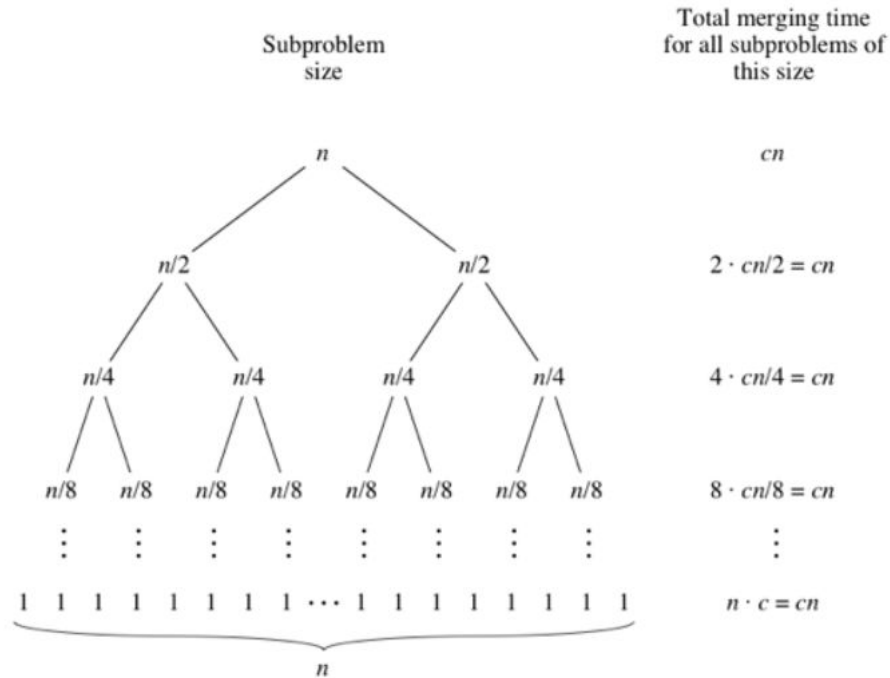 Subproblem
size
Total merging time
for all subproblems of
this size
n
cn
n/2 n/2
2 · cn/2 = cn
n/4 n/4 n/4 n/4
4 · cn/4 = cn
n/8 n/8 n/8 n/8 n/8 n/8 n/8 n/8
8 · cn/8 = cn
⋮ ⋮ ⋮ ⋮ ⋮ ⋮ ⋮ ⋮
⋮
1 1 1 1 1 1 1 1 ··· 1 1 1 1 1 1 1 1
n · c = cn
n